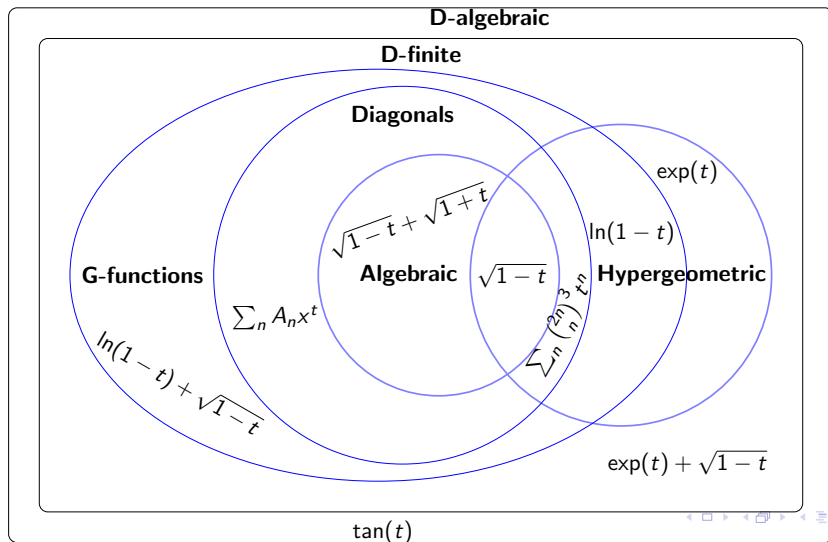 D-algebraic
D-finite
Diagonals
exp(t)
√1−t + √1+t
ln(1−t)
G-functions
Algebraic
√1−t
Hypergeometric
∑ₙ Aₙxᵗ
∑ₙ (2n n)³ tⁿ
ln(1−t) + √1−t
exp(t) + √1−t
tan(t)